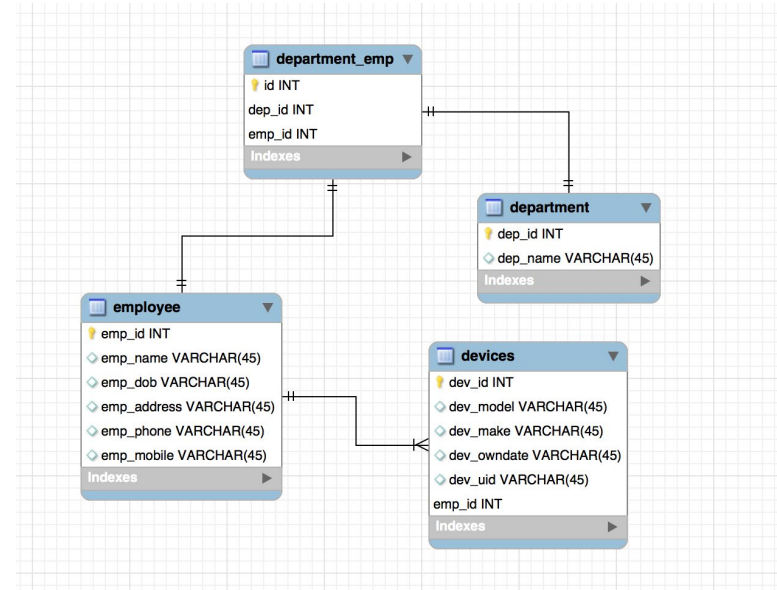 department_emp
id INT
dep_id INT
emp_id INT
Indexes
department
dep_id INT
dep_name VARCHAR(45)
Indexes
employee
emp_id INT
emp_name VARCHAR(45)
emp_dob VARCHAR(45)
emp_address VARCHAR(45)
emp_phone VARCHAR(45)
emp_mobile VARCHAR(45)
Indexes
devices
dev_id INT
dev_model VARCHAR(45)
dev_make VARCHAR(45)
dev_owndate VARCHAR(45)
dev_uid VARCHAR(45)
emp_id INT
Indexes